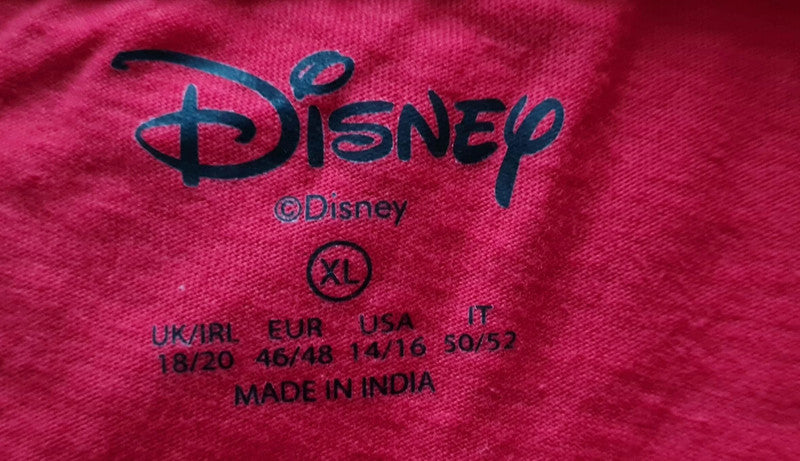 Disney
©Disney
XL
UK/IRL EUR USA IT
18/20 46/48 14/16 50/52
MADE IN INDIA